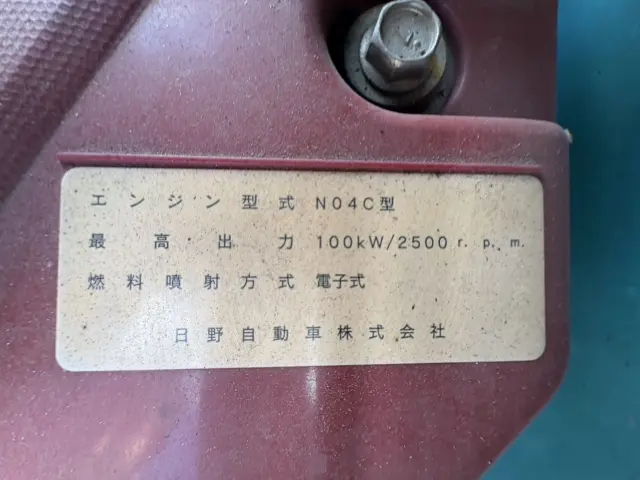 エンジン型式 N04C型
最高出力 100kW/2500 r.p.m.
燃料噴射方式 電子式
日野自動車株式会社